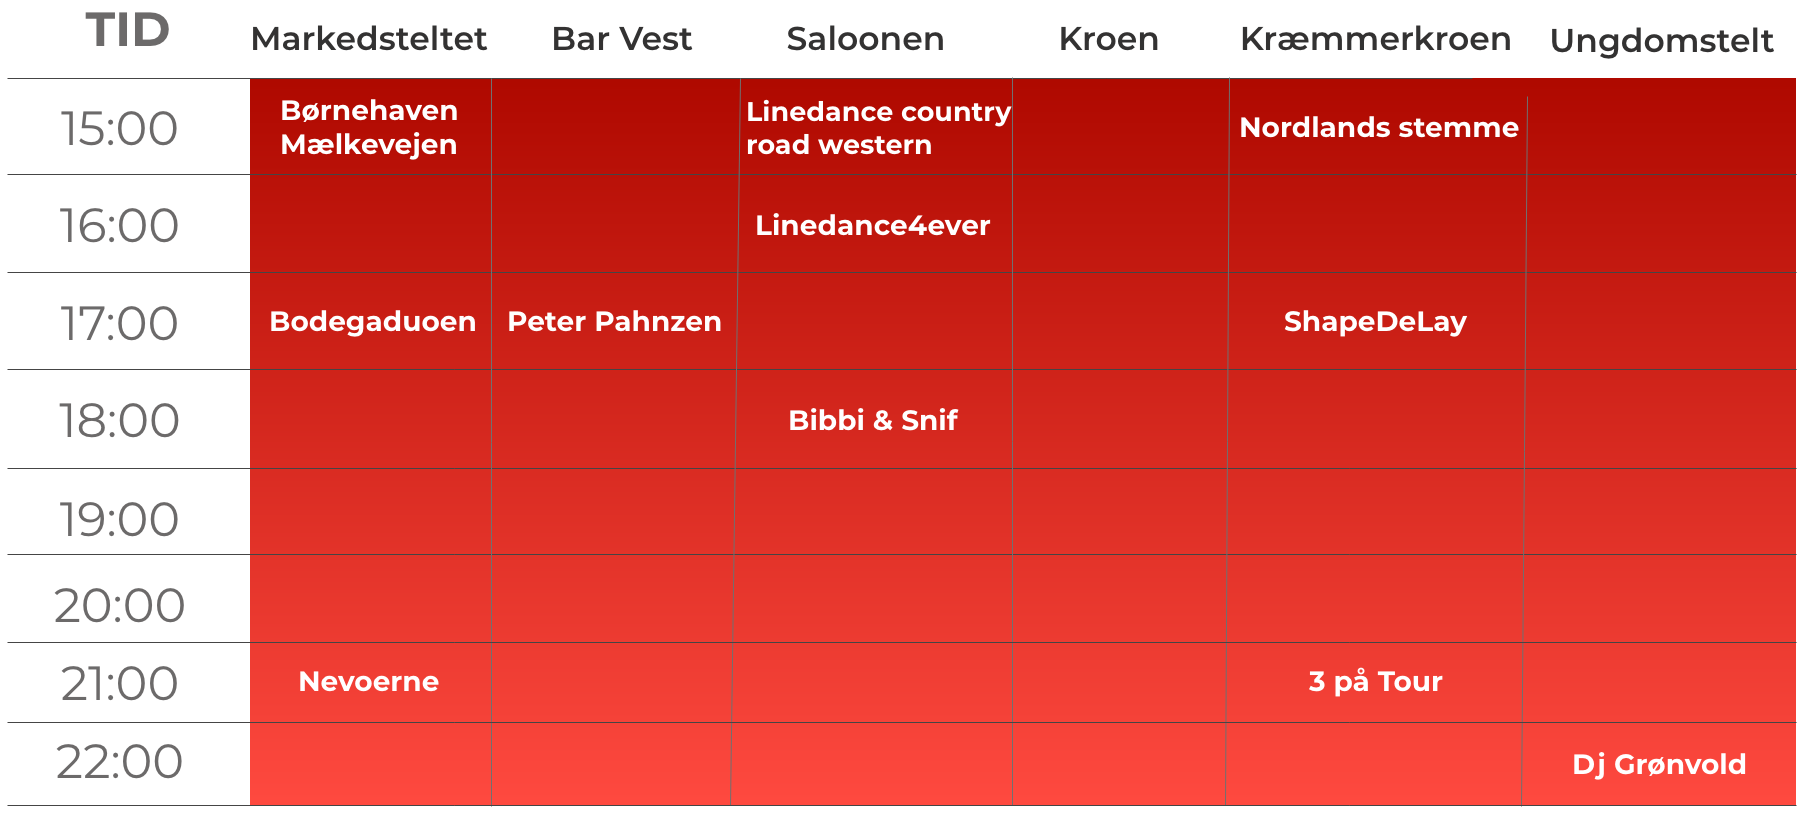 TID
Markedsteltet
Bar Vest
Saloonen
Kroen
Kræmmerkroen
Ungdomstelt
15:00
Børnehaven
Mælkevejen
Linedance country
road western
Nordlands stemme
16:00
Linedance4ever
17:00
Bodegaduoen
Peter Pahnzen
ShapeDeLay
18:00
Bibbi & Snif
19:00
20:00
21:00
Nevoerne
3 på Tour
22:00
Dj Grønvold